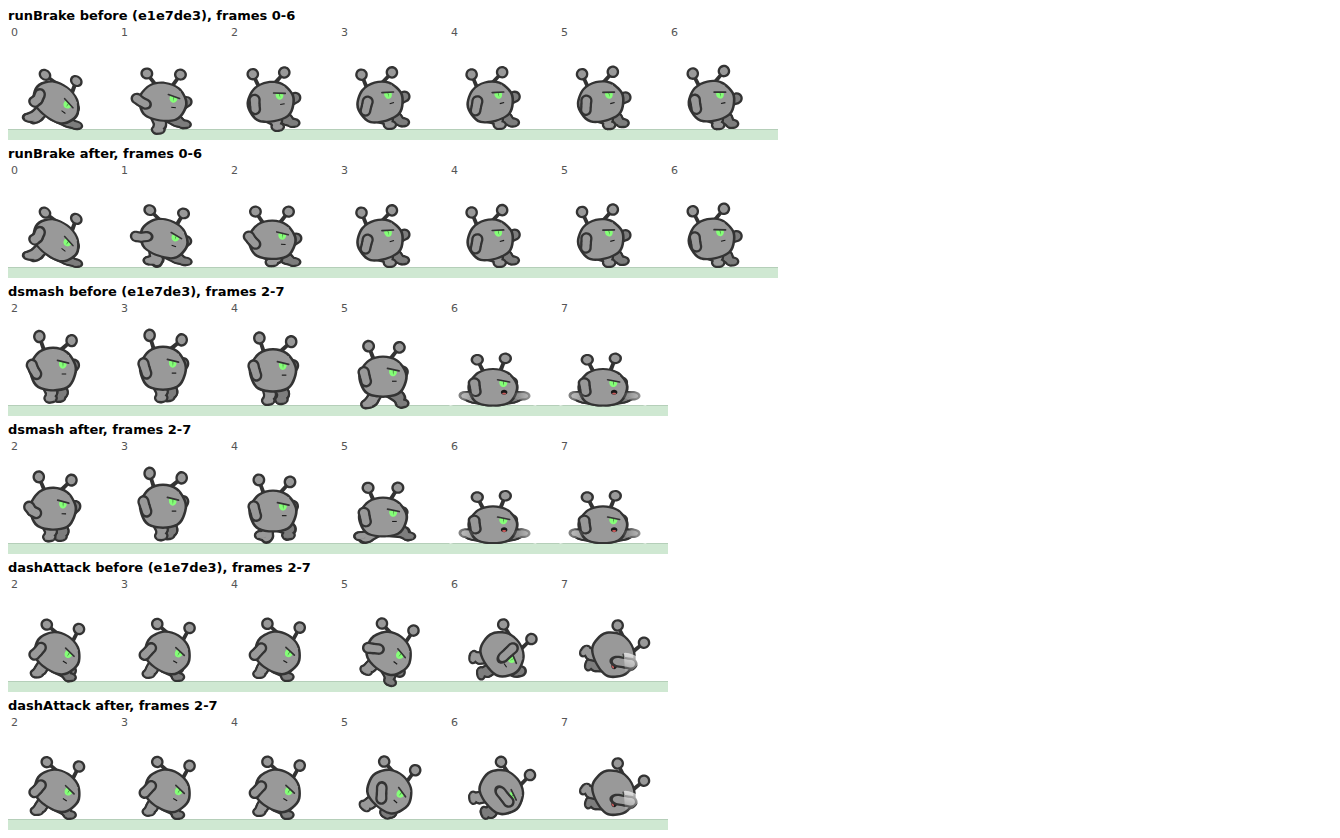 runBrake before (e1e7de3), frames 0-6
0 1 2 3 4 5 6
runBrake after, frames 0-6
0 1 2 3 4 5 6
dsmash before (e1e7de3), frames 2-7
2 3 4 5 6 7
dsmash after, frames 2-7
2 3 4 5 6 7
dashAttack before (e1e7de3), frames 2-7
2 3 4 5 6 7
dashAttack after, frames 2-7
2 3 4 5 6 7